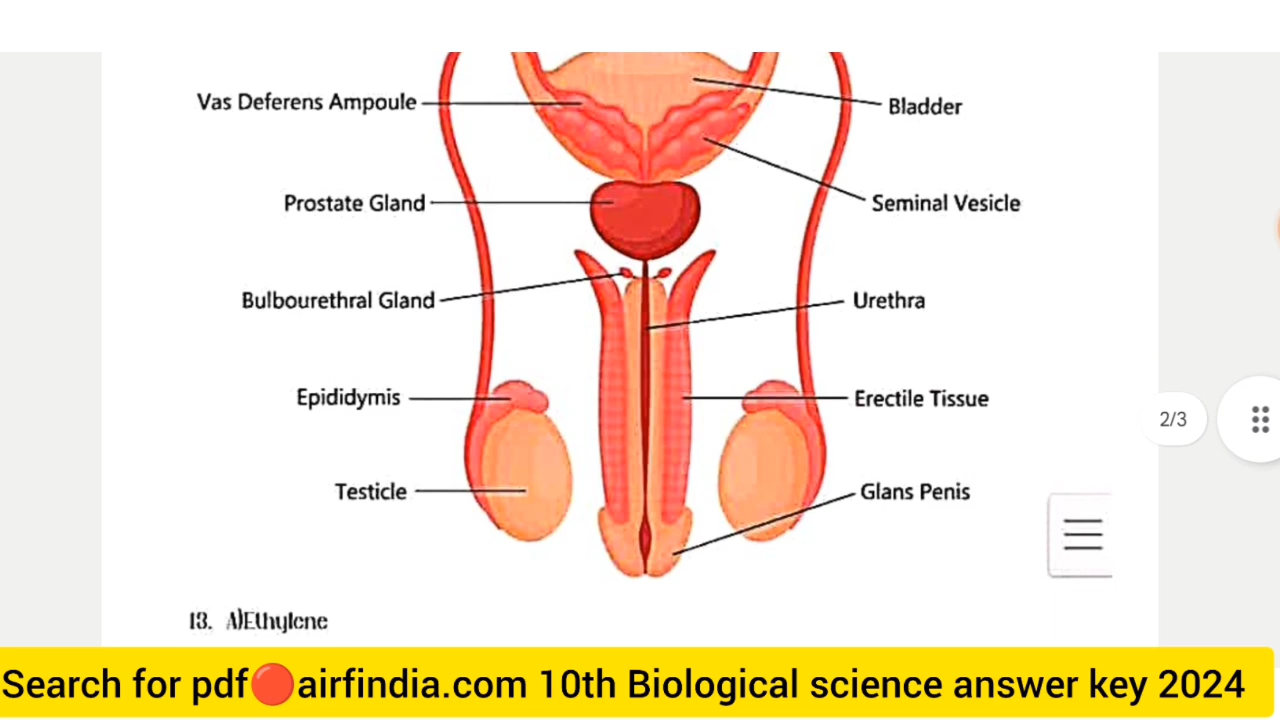 Vas Deferens Ampoule
Bladder
Prostate Gland
Seminal Vesicle
Bulbourethral Gland
Urethra
Epididymis
Erectile Tissue
2/3
Testicle
Glans Penis
13. A)Ethylene
Search for pdf🔴airfindia.com 10th Biological science answer key 2024